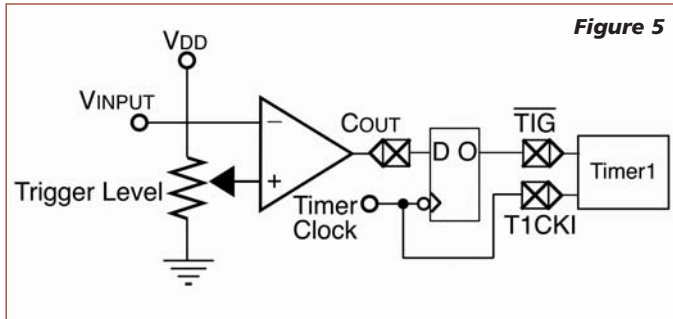 Figure 5
VDD
VINPUT
COUT
TIG
D O
Timer1
Trigger Level
Timer
Clock
T1CKI
− 
+